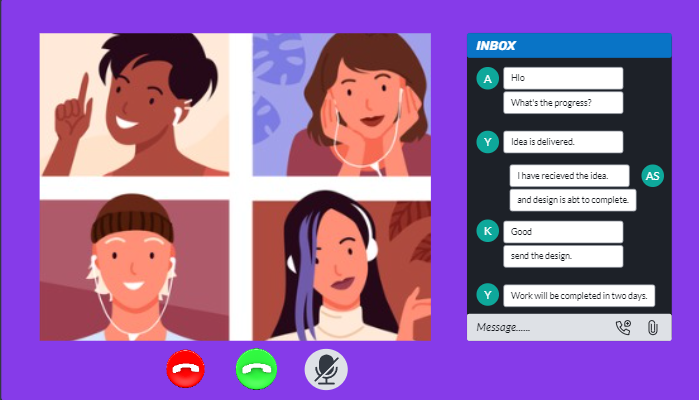 INBOX
A
Hlo
What's the progress?
Y
Idea is delivered.
I have recieved the idea.
AS
and design is abt to complete.
K
Good
send the design.
Y
Work will be completed in two days.
Message......